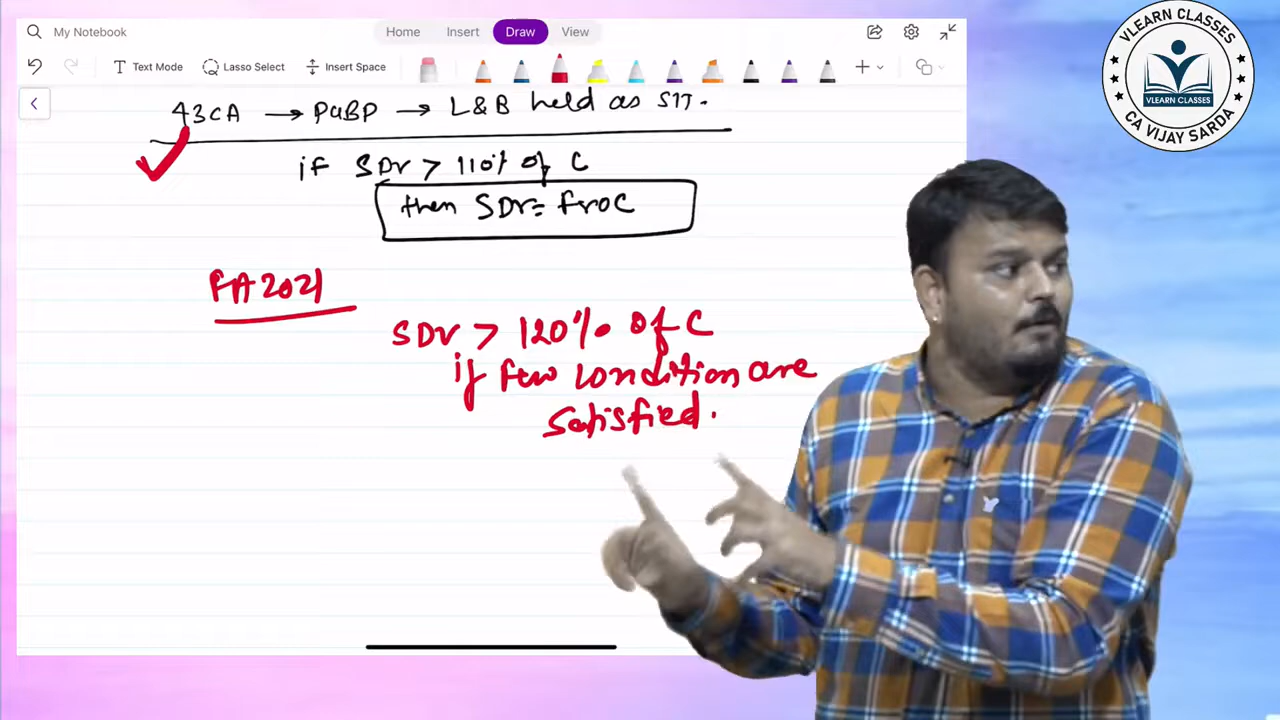 My Notebook
Home Insert Draw View
Text Mode Lasso Select Insert Space
43CA → PGBP → L&B held as SIT.
if SDV > 110% of C
then SDV = FVOC
FA 2021
SDV > 120% of C
if few condition are
satisfied.
VLEARN CLASSES
VLEARN CLASSES
CA VIJAY SARDA